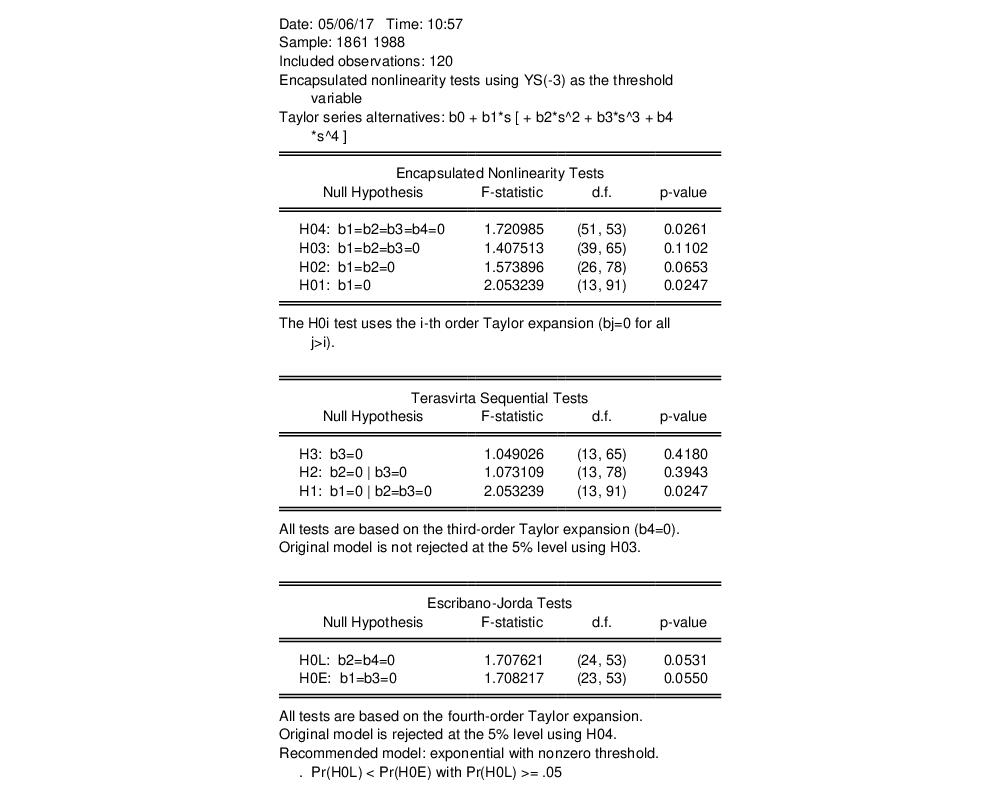 Date: 05/06/17   Time: 10:57
Sample: 1861 1988
Included observations: 120
Encapsulated nonlinearity tests using YS(-3) as the threshold
variable
Taylor series alternatives: b0 + b1*s [ + b2*s^2 + b3*s^3 + b4
*s^4 ]
Encapsulated Nonlinearity Tests
Null Hypothesis   F-statistic   d.f.   p-value
H04:  b1=b2=b3=b4=0   1.720985   (51, 53)   0.0261
H03:  b1=b2=b3=0   1.407513   (39, 65)   0.1102
H02:  b1=b2=0   1.573896   (26, 78)   0.0653
H01:  b1=0   2.053239   (13, 91)   0.0247
The H0i test uses the i-th order Taylor expansion (bj=0 for all
j>i).
Terasvirta Sequential Tests
Null Hypothesis   F-statistic   d.f.   p-value
H3:  b3=0   1.049026   (13, 65)   0.4180
H2:  b2=0 | b3=0   1.073109   (13, 78)   0.3943
H1:  b1=0 | b2=b3=0   2.053239   (13, 91)   0.0247
All tests are based on the third-order Taylor expansion (b4=0).
Original model is not rejected at the 5% level using H03.
Escribano-Jorda Tests
Null Hypothesis   F-statistic   d.f.   p-value
H0L:  b2=b4=0   1.707621   (24, 53)   0.0531
H0E:  b1=b3=0   1.708217   (23, 53)   0.0550
All tests are based on the fourth-order Taylor expansion.
Original model is rejected at the 5% level using H04.
Recommended model: exponential with nonzero threshold.
.  Pr(H0L) < Pr(H0E) with Pr(H0L) >= .05